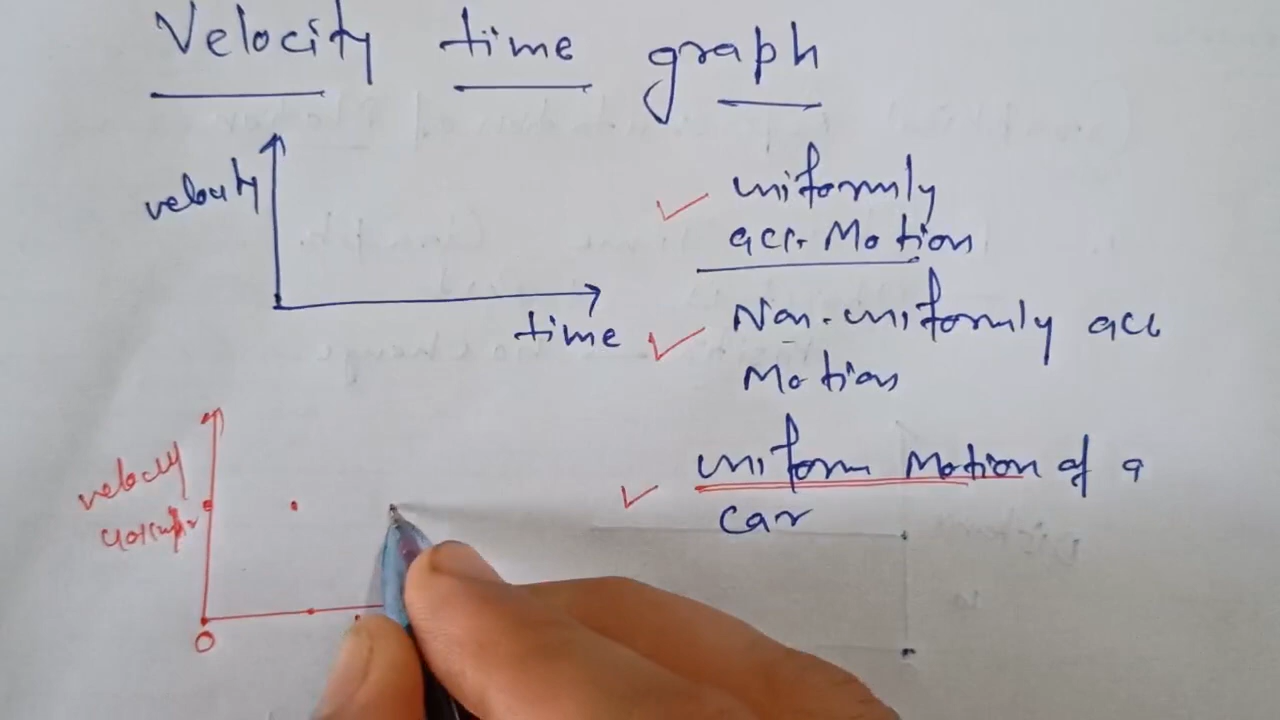 Velocity time graph
velocity
time
uniformly
acc. Motion
Non-uniformly acc
Motion
uniform Motion of a
car
velocity
0